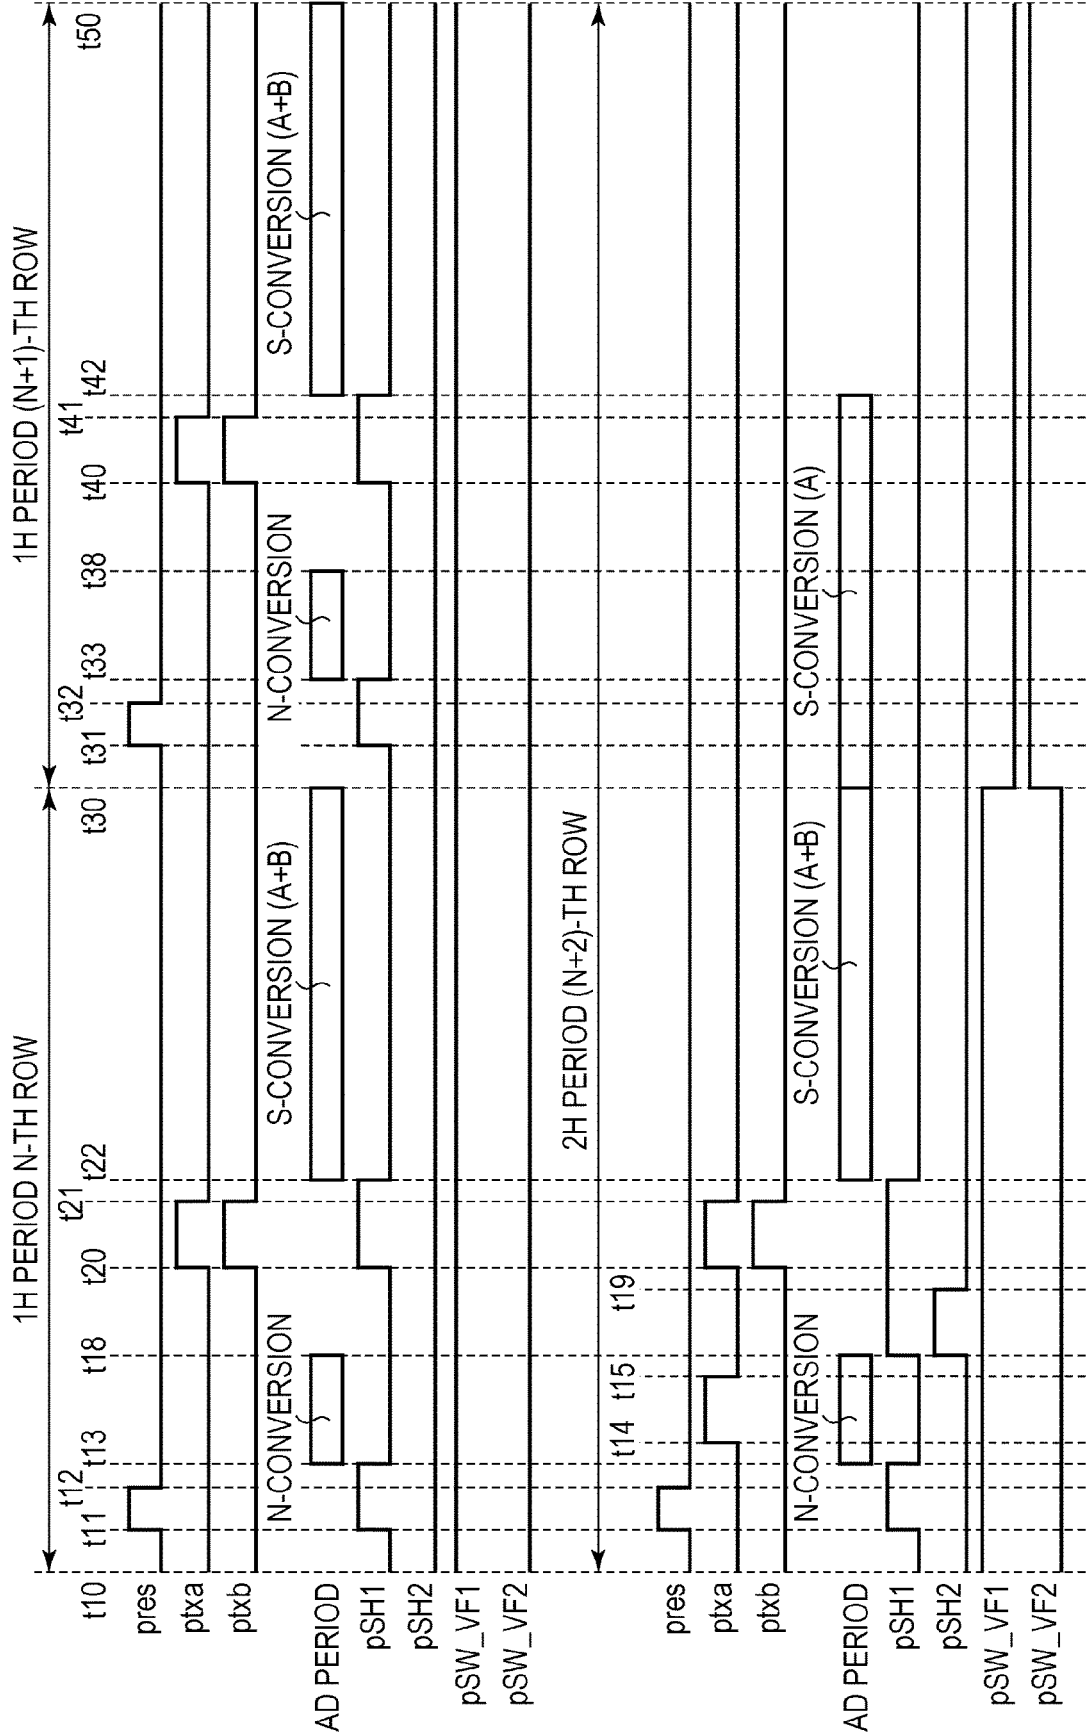 1H PERIOD N-TH ROW
1H PERIOD (N+1)-TH ROW
t10
t11
t12
t13
t18
t20
t21
t22
t30
t31
t32
t33
t38
t40
t41
t42
t50
pres
ptxa
ptxb
N-CONVERSION
S-CONVERSION (A+B)
N-CONVERSION
S-CONVERSION (A+B)
AD PERIOD
pSH1
pSH2
pSW_VF1
pSW_VF2
2H PERIOD (N+2)-TH ROW
t14
t15
t19
pres
ptxa
ptxb
N-CONVERSION
S-CONVERSION (A+B)
S-CONVERSION (A)
AD PERIOD
pSH1
pSH2
pSW_VF1
pSW_VF2